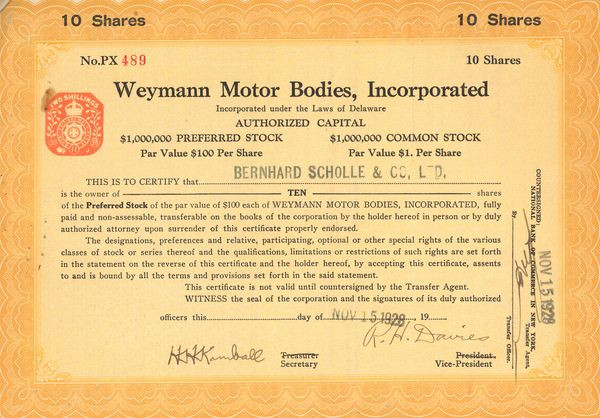 10 Shares 10 Shares
No.PX 489 10 Shares
Weymann Motor Bodies, Incorporated
Incorporated under the Laws of Delaware
AUTHORIZED CAPITAL
$1,000,000 PREFERRED STOCK $1,000,000 COMMON STOCK
Par Value $100 Per Share Par Value $1. Per Share
TWO SHILLINGS
THIS IS TO CERTIFY that BERNHARD SCHOLLE & CO, LTD.
is the owner of TEN shares
of the Preferred Stock of the par value of $100 each of WEYMANN MOTOR BODIES, INCORPORATED, fully
paid and non-assessable, transferable on the books of the corporation by the holder hereof in person or by duly
authorized attorney upon surrender of this certificate properly endorsed.
The designations, preferences and relative, participating, optional or other special rights of the various
classes of stock or series thereof and the qualifications, limitations or restrictions of such rights are set forth
in the statement on the reverse of this certificate and the holder hereof, by accepting this certificate, assents
to and is bound by all the terms and provisions set forth in the said statement.
This certificate is not valid until countersigned by the Transfer Agent.
WITNESS the seal of the corporation and the signatures of its duly authorized
officers this day of NOV 15 1928, 19
R. H. Davies
H H Kimball
Treasurer President
Secretary Vice-President
COUNTERSIGNED:
NATIONAL BANK OF COMMERCE IN NEW YORK,
Transfer Agent.
By
Transfer Officer.
NOV 15 1928